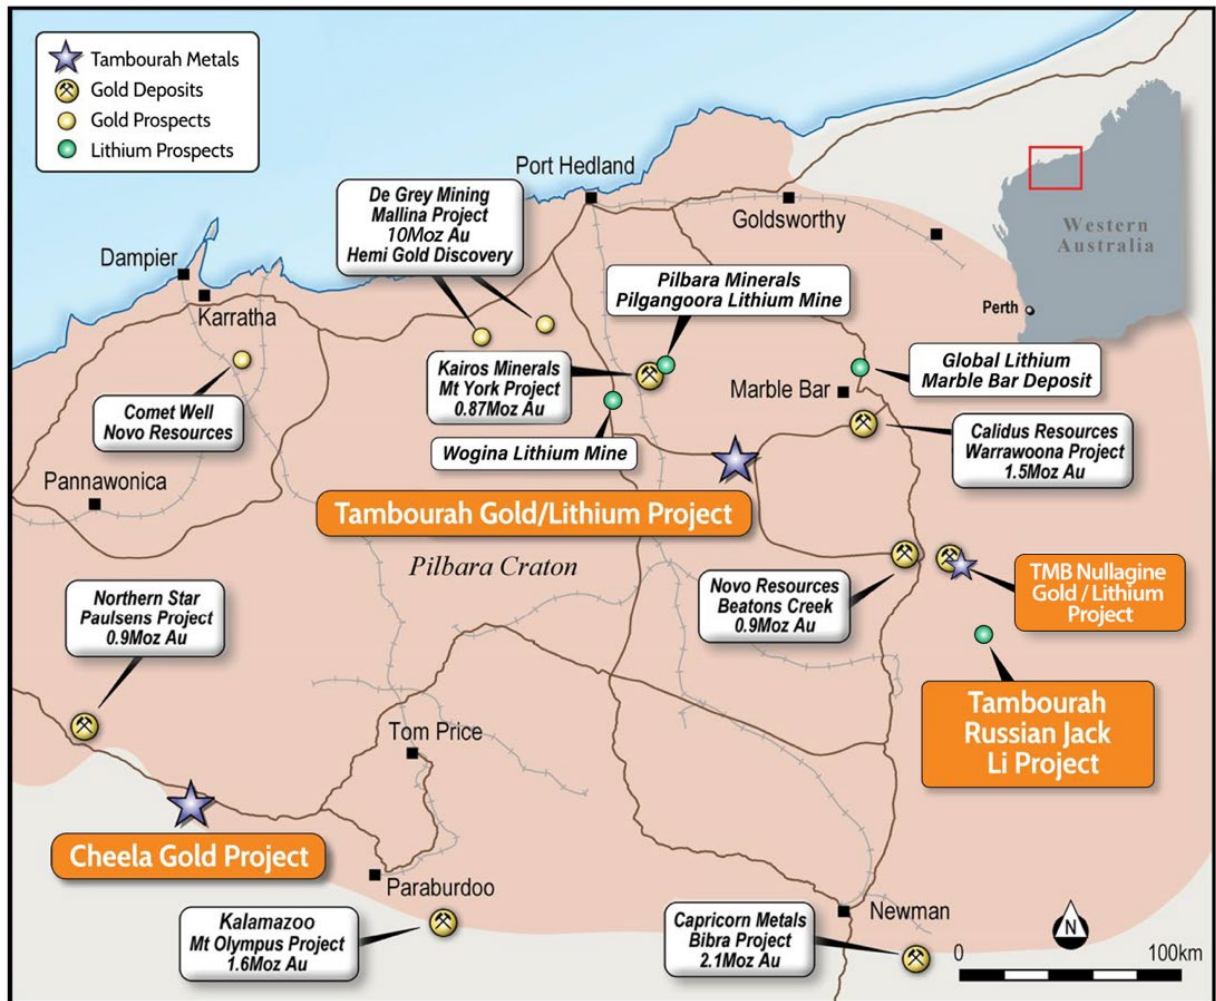 Tambourah Metals
Gold Deposits
Gold Prospects
Lithium Prospects
Port Hedland
De Grey Mining
Mallina Project
10Moz Au
Hemi Gold Discovery
Goldsworthy
Western
Australia
Perth
Dampier
Karratha
Pilbara Minerals
Pilgangoora Lithium Mine
Kairos Minerals
Mt York Project
0.87Moz Au
Marble Bar
Global Lithium
Marble Bar Deposit
Comet Well
Novo Resources
Wogina Lithium Mine
Calidus Resources
Warrawoona Project
1.5Moz Au
Pannawonica
Tambourah Gold/Lithium Project
Pilbara Craton
Northern Star
Paulsens Project
0.9Moz Au
Novo Resources
Beatons Creek
0.9Moz Au
TMB Nullagine
Gold / Lithium
Project
Tambourah
Russian Jack
Li Project
Tom Price
Cheela Gold Project
Paraburdoo
Kalamazoo
Mt Olympus Project
1.6Moz Au
Capricorn Metals
Bibra Project
2.1Moz Au
Newman
N
0 100km